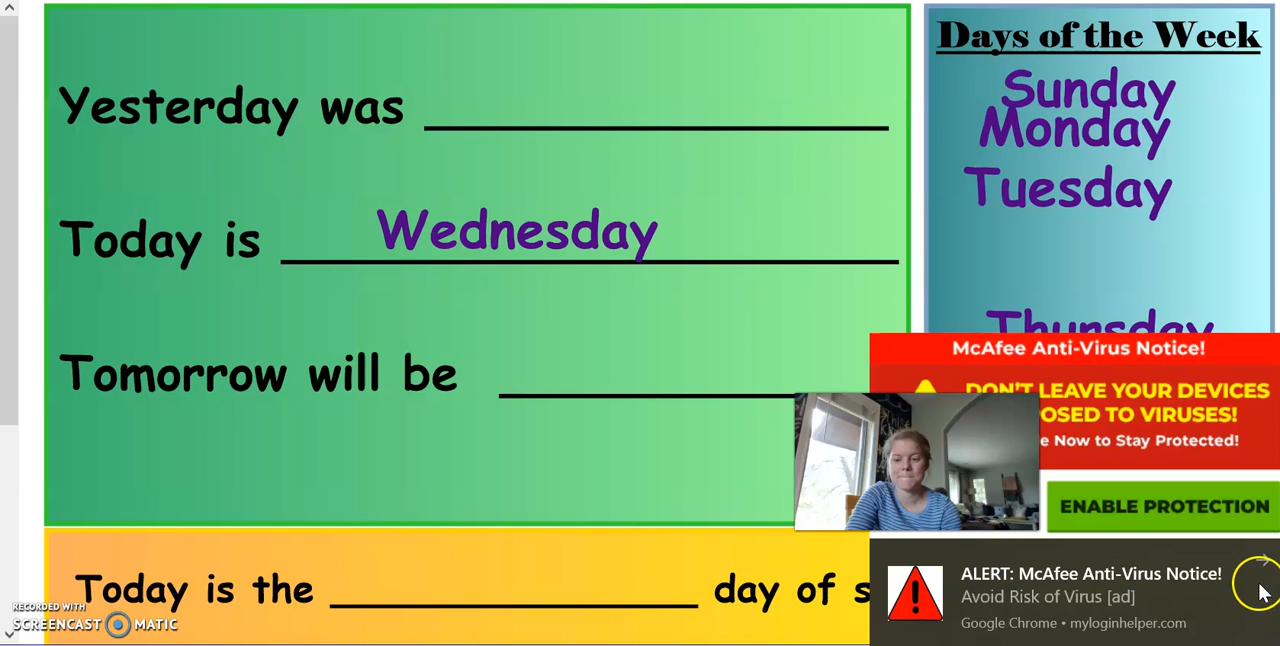 Yesterday was
Today is Wednesday
Tomorrow will be
Today is the day of s
Days of the Week
Sunday
Monday
Tuesday
Thursday
McAfee Anti-Virus Notice!
DON'T LEAVE YOUR DEVICES
OSED TO VIRUSES!
e Now to Stay Protected!
ENABLE PROTECTION
ALERT: McAfee Anti-Virus Notice!
Avoid Risk of Virus [ad]
Google Chrome • myloginhelper.com
RECORDED WITH
SCREENCAST MATIC